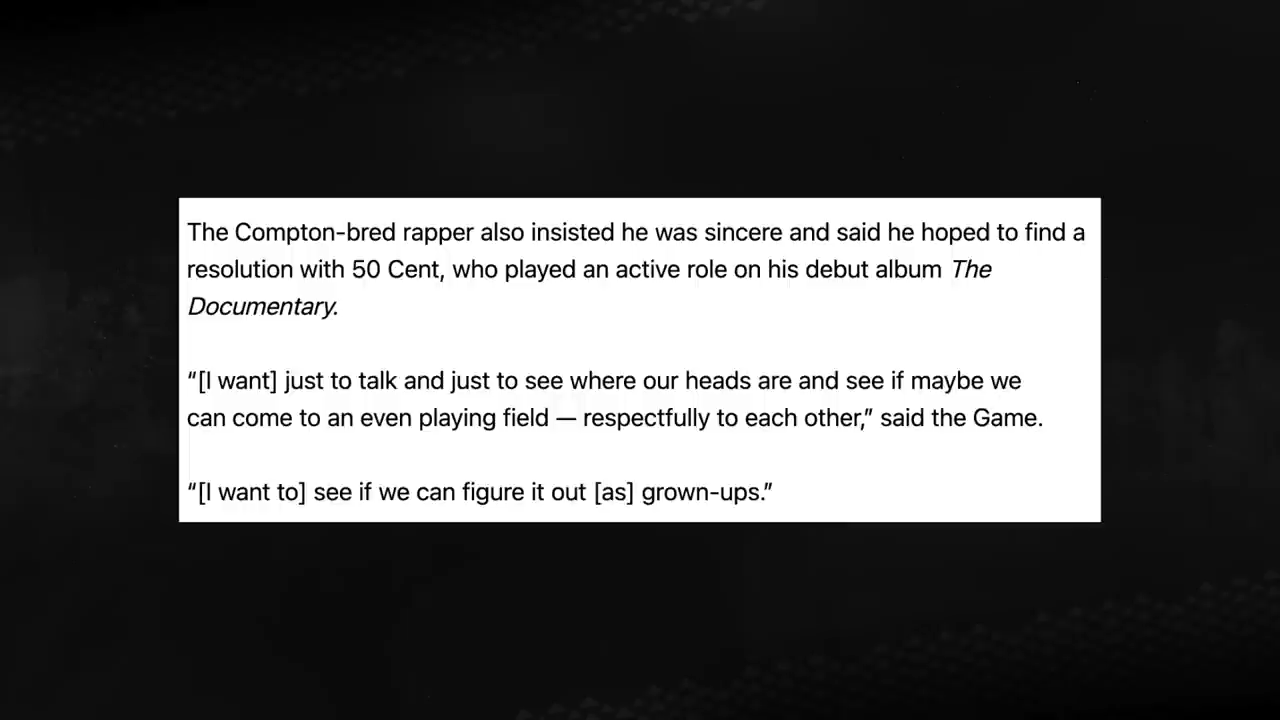 The Compton-bred rapper also insisted he was sincere and said he hoped to find a
resolution with 50 Cent, who played an active role on his debut album The
Documentary.
“[I want] just to talk and just to see where our heads are and see if maybe we
can come to an even playing field — respectfully to each other,” said the Game.
“[I want to] see if we can figure it out [as] grown-ups.”